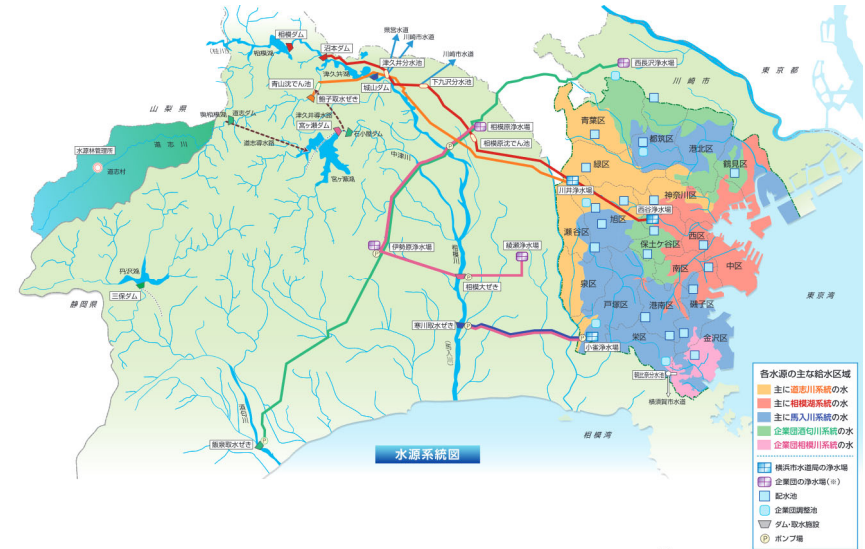 相模ダム
沼本ダム
県営水道
川崎市水道
津久井分水池
川崎市水道
津久井湖
城山ダム
下九沢分水池
青山沈でん池
鮑子取水ぜき
津久井導水路
宮ヶ瀬ダム
石小屋ダム
奥相模湖
道志ダム
山梨県
水源林管理所
道志川
道志村
道志導水路
宮ヶ瀬湖
中津川
相模原浄水場
相模原沈でん池
企業団
西長沢浄水場
川崎市
東京都
青葉区
都筑区
港北区
緑区
鶴見区
川井浄水場
神奈川区
西谷浄水場
旭区
瀬谷区
保土ケ谷区
西区
中区
南区
泉区
戸塚区
港南区
磯子区
栄区
金沢区
小雀浄水場
朝比奈分水池
横須賀市水道
伊勢原浄水場
綾瀬浄水場
相模川
相模大ぜき
寒川取水ぜき
(馬入川)
丹沢湖
三保ダム
静岡県
酒匂川
飯泉取水ぜき
相模湾
東京湾
水源系統図
各水源の主な給水区域
主に道志川系統の水
主に相模湖系統の水
主に馬入川系統の水
企業団酒匂川系統の水
企業団相模川系統の水
横浜市水道局の浄水場
企業団の浄水場(※)
配水池
企業団調整池
ダム・取水施設
P ポンプ場